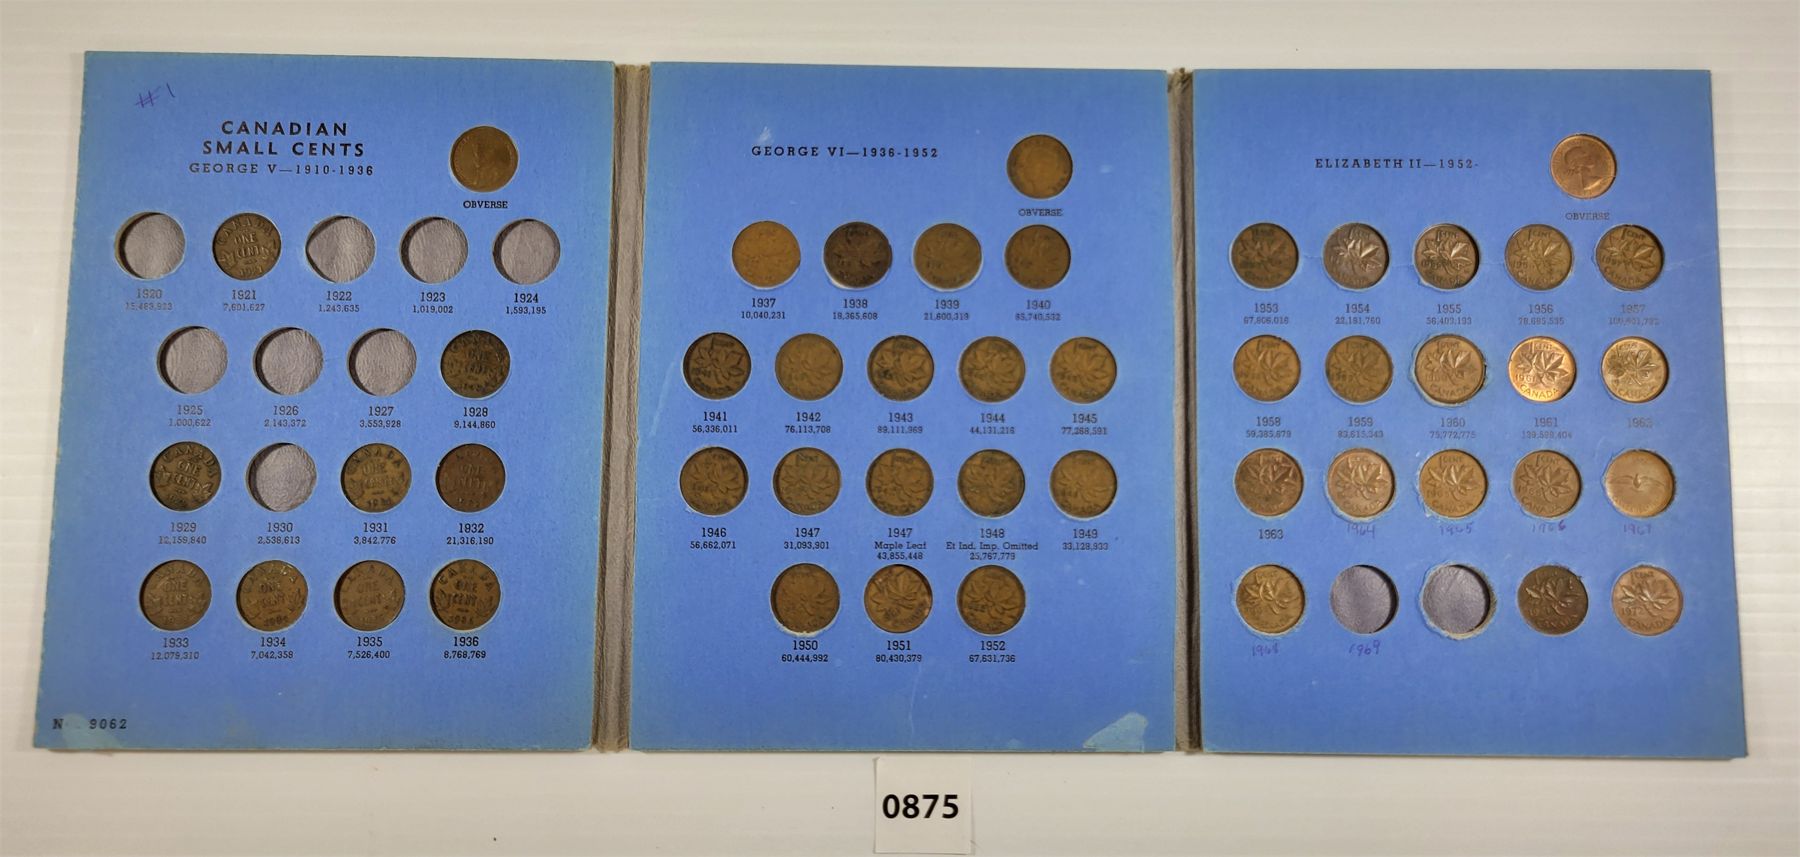 #1
CANADIAN
SMALL CENTS
GEORGE V—1910-1936
OBVERSE
1920 1921 1922 1923 1924
15,483,923 7,601,627 1,243,635 1,019,002 1,593,195
1925 1926 1927 1928
1,000,622 2,143,372 3,553,928 9,144,860
1929 1930 1931 1932
12,159,840 2,538,613 3,842,776 21,316,190
1933 1934 1935 1936
12,079,310 7,042,358 7,526,400 8,768,769
9062
GEORGE VI—1936-1952
OBVERSE
1937 1938 1939 1940
10,040,231 18,365,608 21,600,319 85,740,532
1941 1942 1943 1944 1945
56,336,011 76,113,708 89,111,969 44,131,216 77,268,591
1946 1947 1947 1948 1949
Maple Leaf Et Ind. Imp. Omitted
56,662,071 31,093,901 43,855,448 25,767,779 33,128,933
1950 1951 1952
60,444,992 80,430,379 67,631,736
ELIZABETH II—1952-
OBVERSE
1953 1954 1955 1956 1957
67,806,016 22,181,760 56,403,193 78,685,535
1958 1959 1960 1961 1963
59,385,679 83,615,343 75,772,775 139,598,404
1963 1964 1965 1966 1967
1968 1969
0875